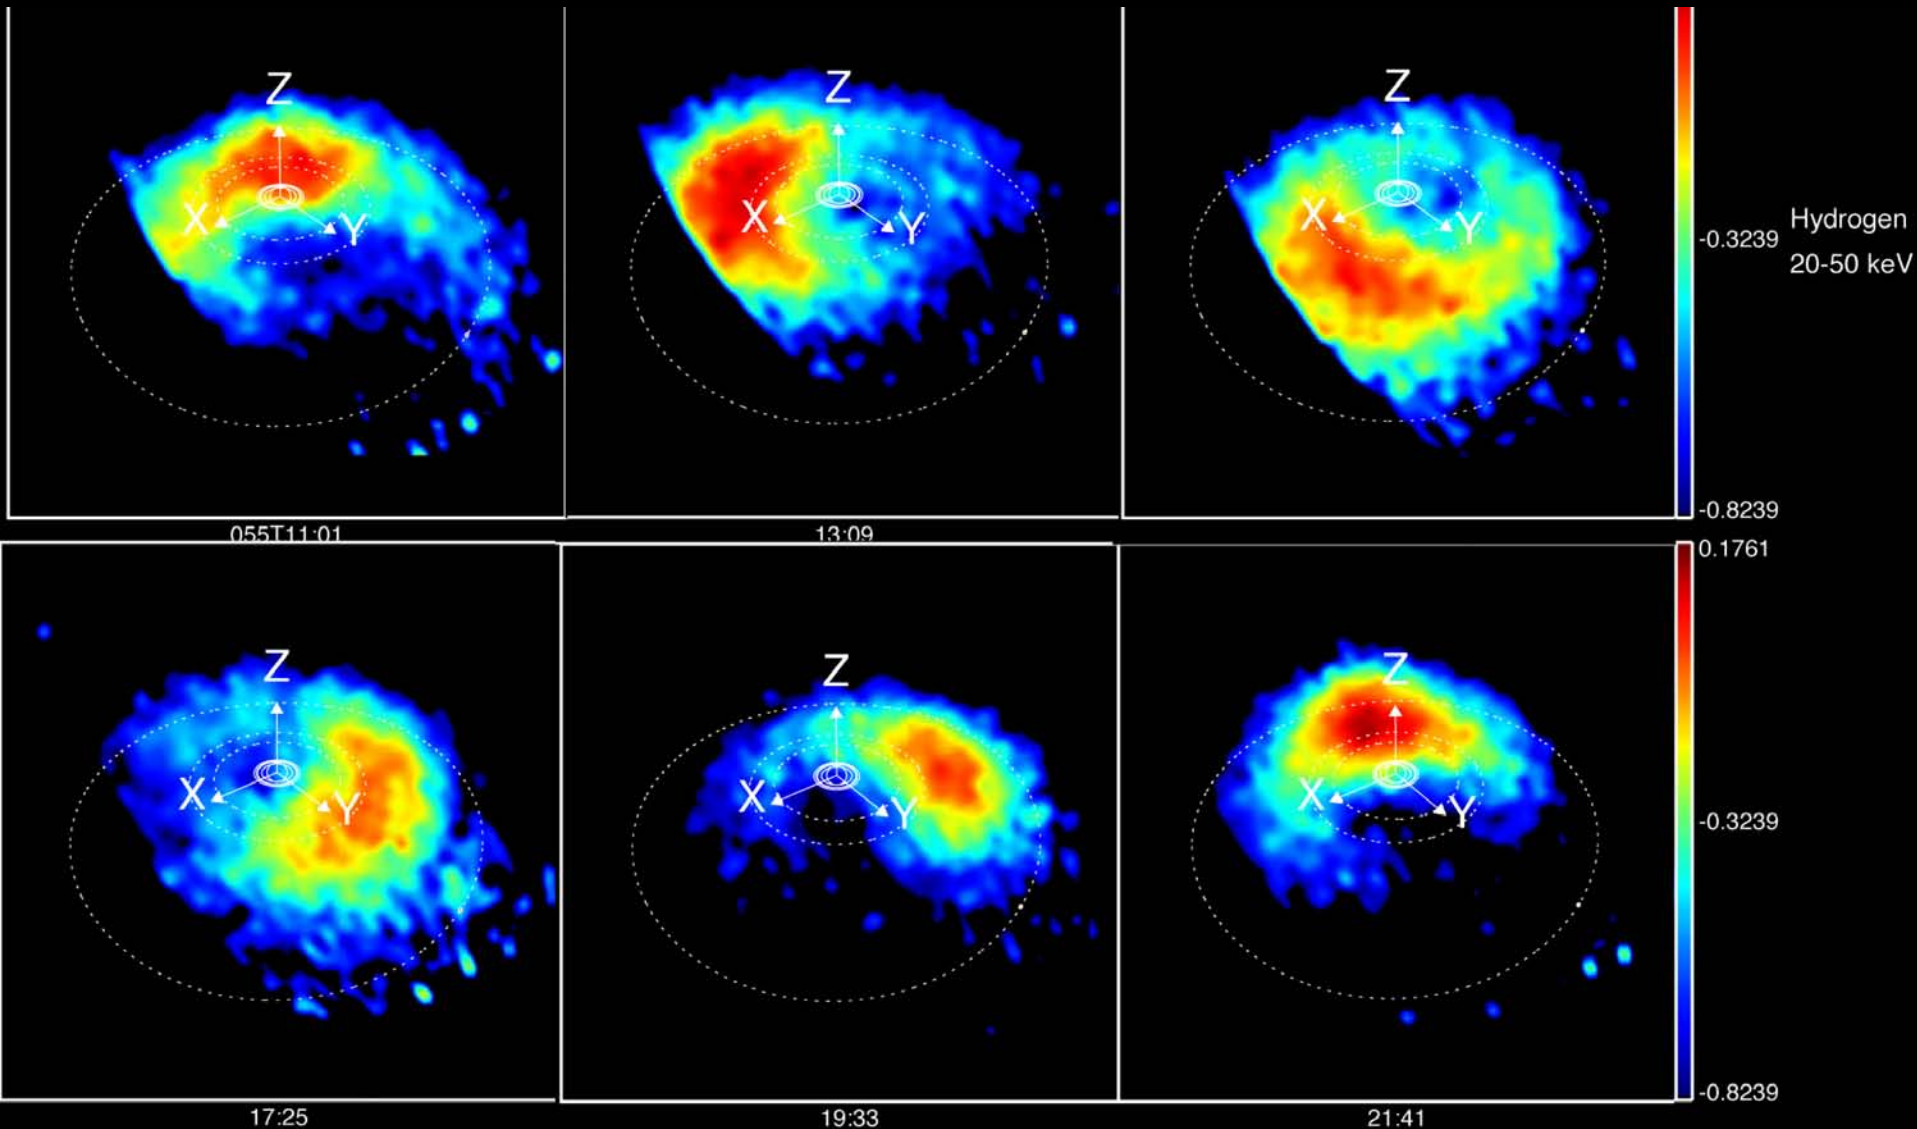 Z
X
Y
Z
X
Y
Z
X
Y
-0.3239
Hydrogen
20-50 keV
-0.8239
055T11:01
13:09
0.1761
Z
X
Y
Z
X
Y
Z
X
Y
-0.3239
-0.8239
17:25
19:33
21:41